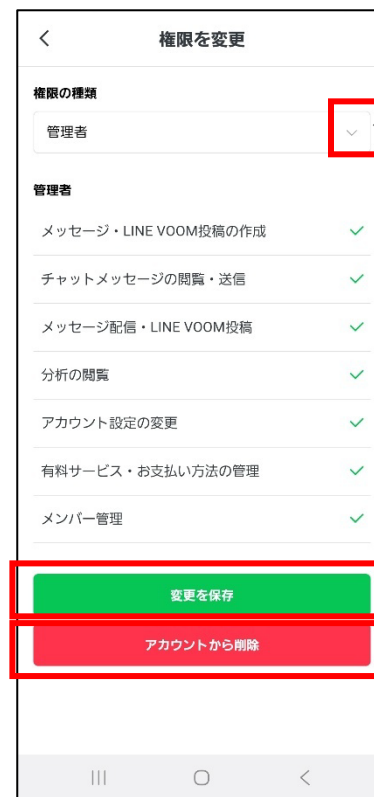 権限を変更
権限の種類
管理者
管理者
メッセージ・LINE VOOM投稿の作成
チャットメッセージの閲覧・送信
メッセージ配信・LINE VOOM投稿
分析の閲覧
アカウント設定の変更
有料サービス・お支払い方法の管理
メンバー管理
変更を保存
アカウントから削除